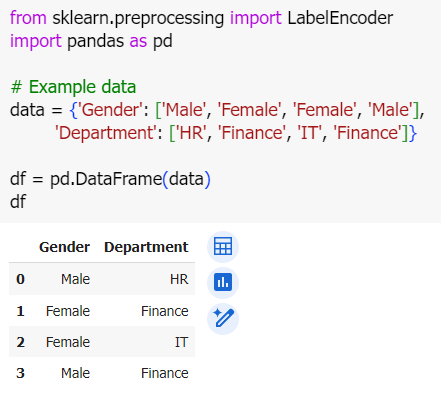 from sklearn.preprocessing import LabelEncoder
import pandas as pd
# Example data
data = {'Gender': ['Male', 'Female', 'Female', 'Male'],
'Department': ['HR', 'Finance', 'IT', 'Finance']}
df = pd.DataFrame(data)
df
Gender Department
0 Male HR
1 Female Finance
2 Female IT
3 Male Finance